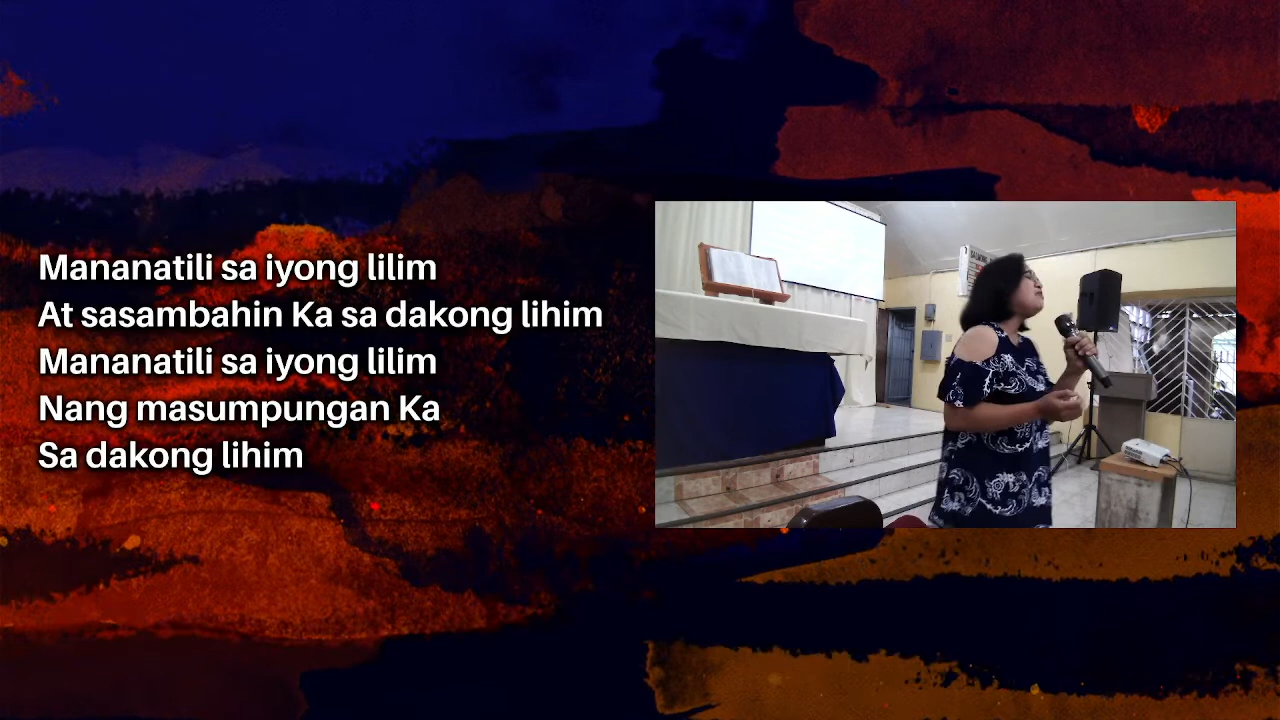 Mananatili sa iyong lilim
At sasambahin Ka sa dakong lihim
Mananatili sa iyong lilim
Nang masumpungan Ka
Sa dakong lihim